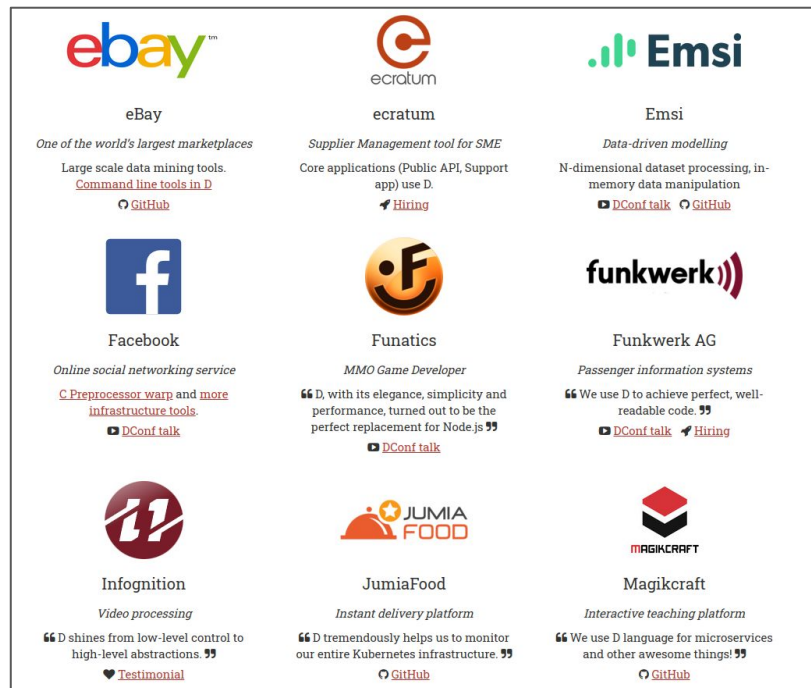 ebay™
ecratum
Emsi
eBay
ecratum
Emsi
One of the world's largest marketplaces
Supplier Management tool for SME
Data-driven modelling
Large scale data mining tools.
Command line tools in D
Core applications (Public API, Support
app) use D.
N-dimensional dataset processing, in-
memory data manipulation
GitHub
Hiring
DConf talk GitHub
f
F
funkwerk
Facebook
Funatics
Funkwerk AG
Online social networking service
MMO Game Developer
Passenger information systems
C Preprocessor warp and more
infrastructure tools.
DConf talk
❝ D, with its elegance, simplicity and
performance, turned out to be the
perfect replacement for Node.js ❞
DConf talk
❝ We use D to achieve perfect, well-
readable code. ❞
DConf talk Hiring
JUMIA
FOOD
MAGIKCRAFT
Infognition
JumiaFood
Magikcraft
Video processing
Instant delivery platform
Interactive teaching platform
❝ D shines from low-level control to
high-level abstractions. ❞
Testimonial
❝ D tremendously helps us to monitor
our entire Kubernetes infrastructure. ❞
GitHub
❝ We use D language for microservices
and other awesome things! ❞
GitHub